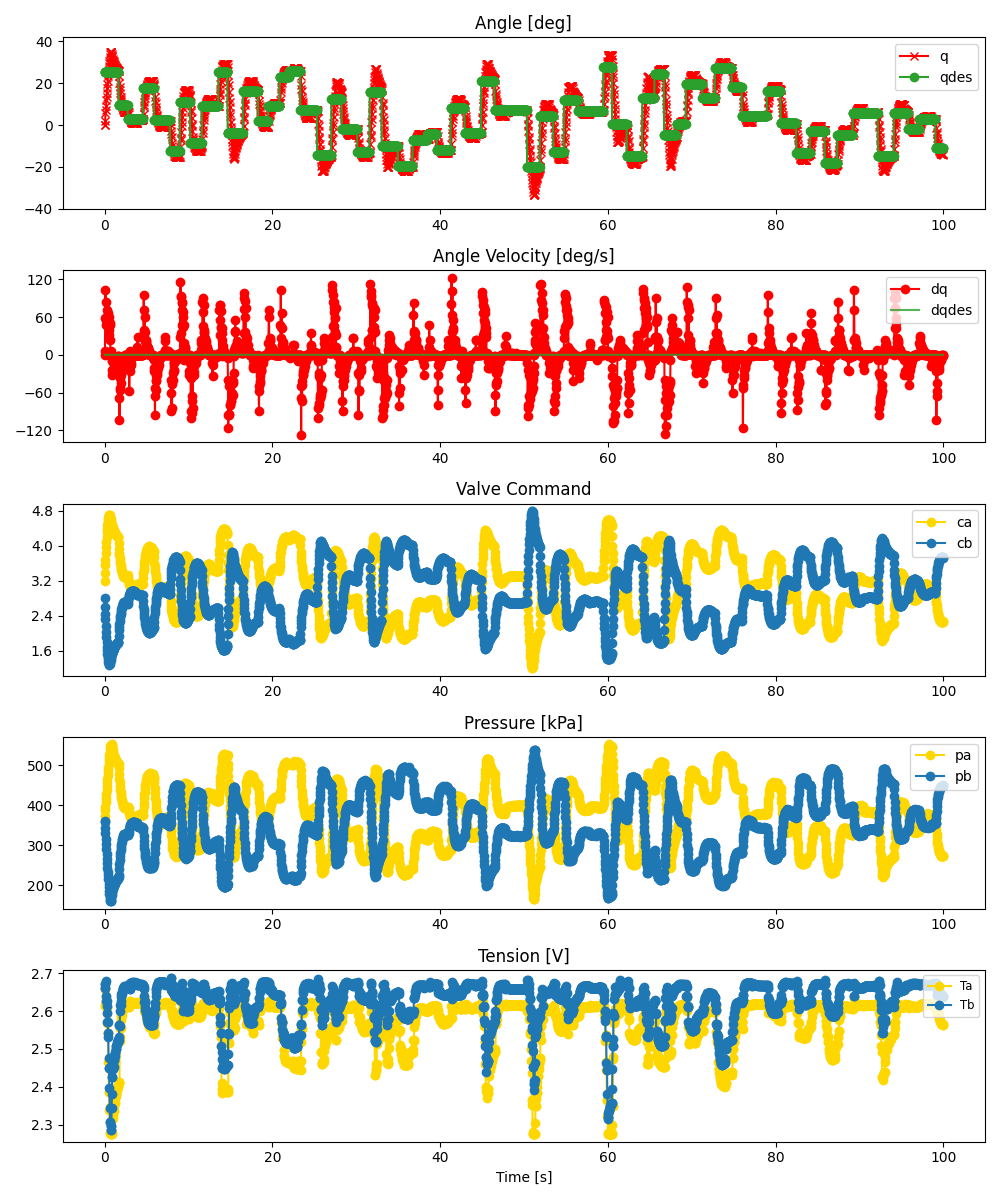 Angle [deg]
40
20
0
−20
−40
q
qdes
0 20 40 60 80 100
Angle Velocity [deg/s]
120
60
0
−60
−120
dq
dqdes
0 20 40 60 80 100
Valve Command
4.8
4.0
3.2
2.4
1.6
ca
cb
0 20 40 60 80 100
Pressure [kPa]
500
400
300
200
pa
pb
0 20 40 60 80 100
Tension [V]
2.7
2.6
2.5
2.4
2.3
Ta
Tb
0 20 40 60 80 100
Time [s]